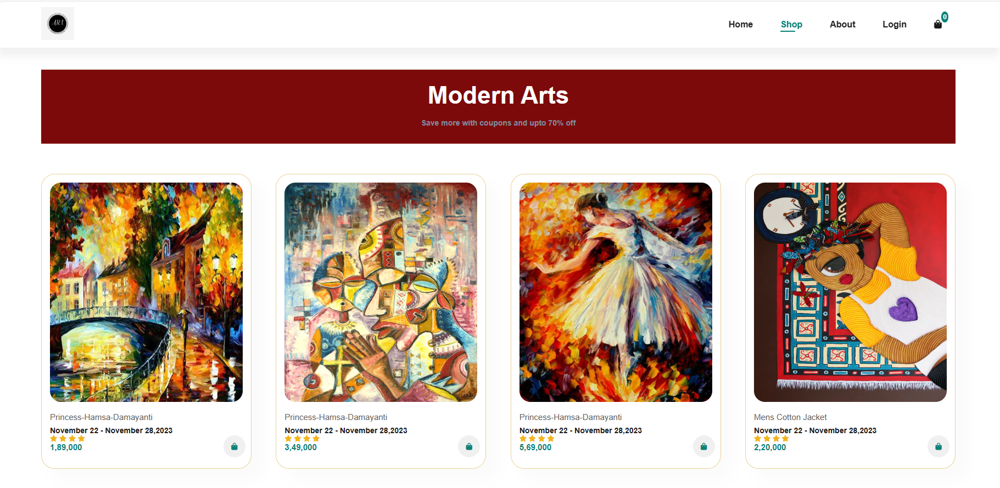 ART
Home
Shop
About
Login
0
Modern Arts
Save more with coupons and upto 70% off
Princess-Hamsa-Damayanti
November 22 - November 28,2023
1,89,000
Princess-Hamsa-Damayanti
November 22 - November 28,2023
3,49,000
Princess-Hamsa-Damayanti
November 22 - November 28,2023
5,69,000
Mens Cotton Jacket
November 22 - November 28,2023
2,20,000